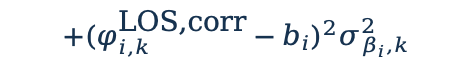 +(φ_{i,k}^{LOS,corr} − b_i)^2 σ_{β_i,k}^2